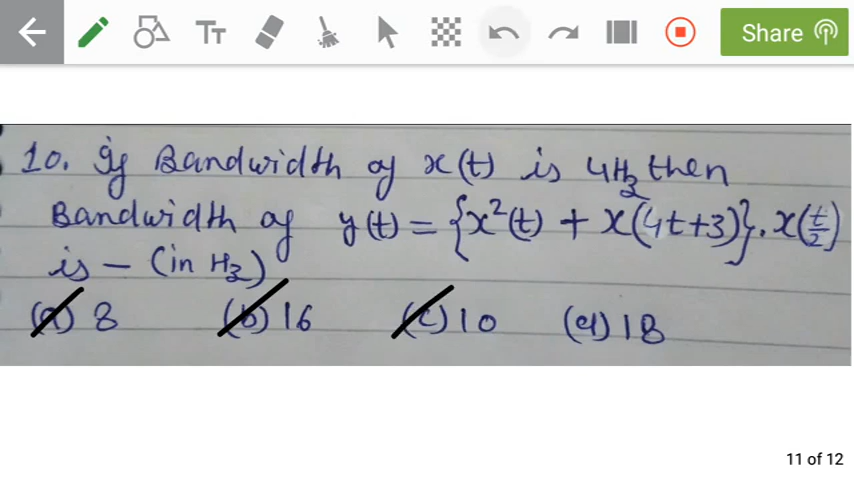 Share
10. If Bandwidth of x(t) is 4Hz then
Bandwidth of y(t) = {x²(t) + x(4t+3)}.x(t/2)
is – (in Hz)
(a) 8 (b) 16 (c) 10 (d) 18
11 of 12